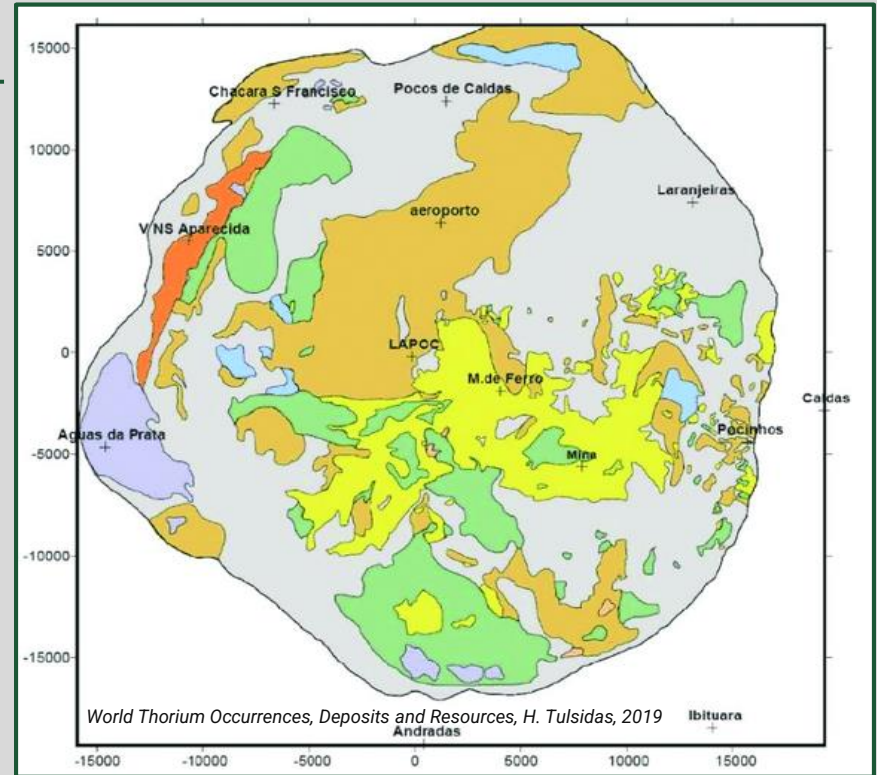 15000
Chacara S Francisco
Pocos de Caldas
10000
Laranjeiras
aeroporto
V NS Aparecida
5000
0
LAPOC
M.de Ferro
Caldas
Aguas da Prata
Pocinhos
-5000
Mina
-10000
-15000
World Thorium Occurrences, Deposits and Resources, H. Tulsidas, 2019
Ibituara
Andradas
-15000 -10000 -5000 0 5000 10000 15000